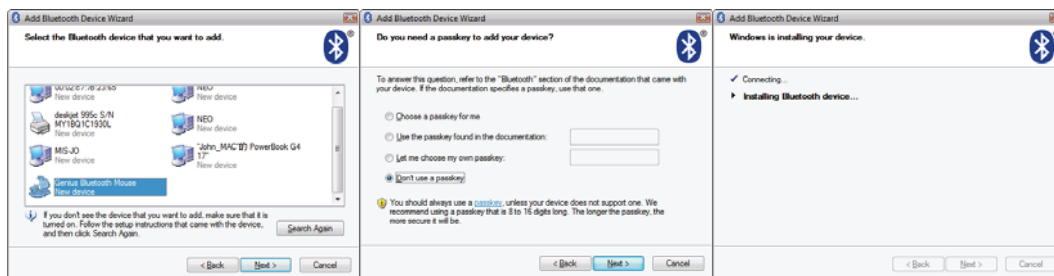 Add Bluetooth Device Wizard
Select the Bluetooth device that you want to add.
New device
NEO
New device
deskjet 995c S/N
MY1BQ1C1930L
New device
NEO
New device
MIS-JO
New device
"John_MAC"的 PowerBook G4
17"
New device
Genius Bluetooth Mouse
New device
If you don't see the device that you want to add, make sure that it is
turned on. Follow the setup instructions that came with the device,
and then click Search Again.
Search Again
< Back
Next >
Cancel
Add Bluetooth Device Wizard
Do you need a passkey to add your device?
To answer this question, refer to the "Bluetooth" section of the documentation that came with
your device. If the documentation specifies a passkey, use that one.
Choose a passkey for me
Use the passkey found in the documentation:
Let me choose my own passkey:
Don't use a passkey
You should always use a passkey, unless your device does not support one. We
recommend using a passkey that is 8 to 16 digits long. The longer the passkey, the
more secure it will be.
< Back
Next >
Cancel
Add Bluetooth Device Wizard
Windows is installing your device.
Connecting...
Installing Bluetooth device...
< Back
Next >
Cancel